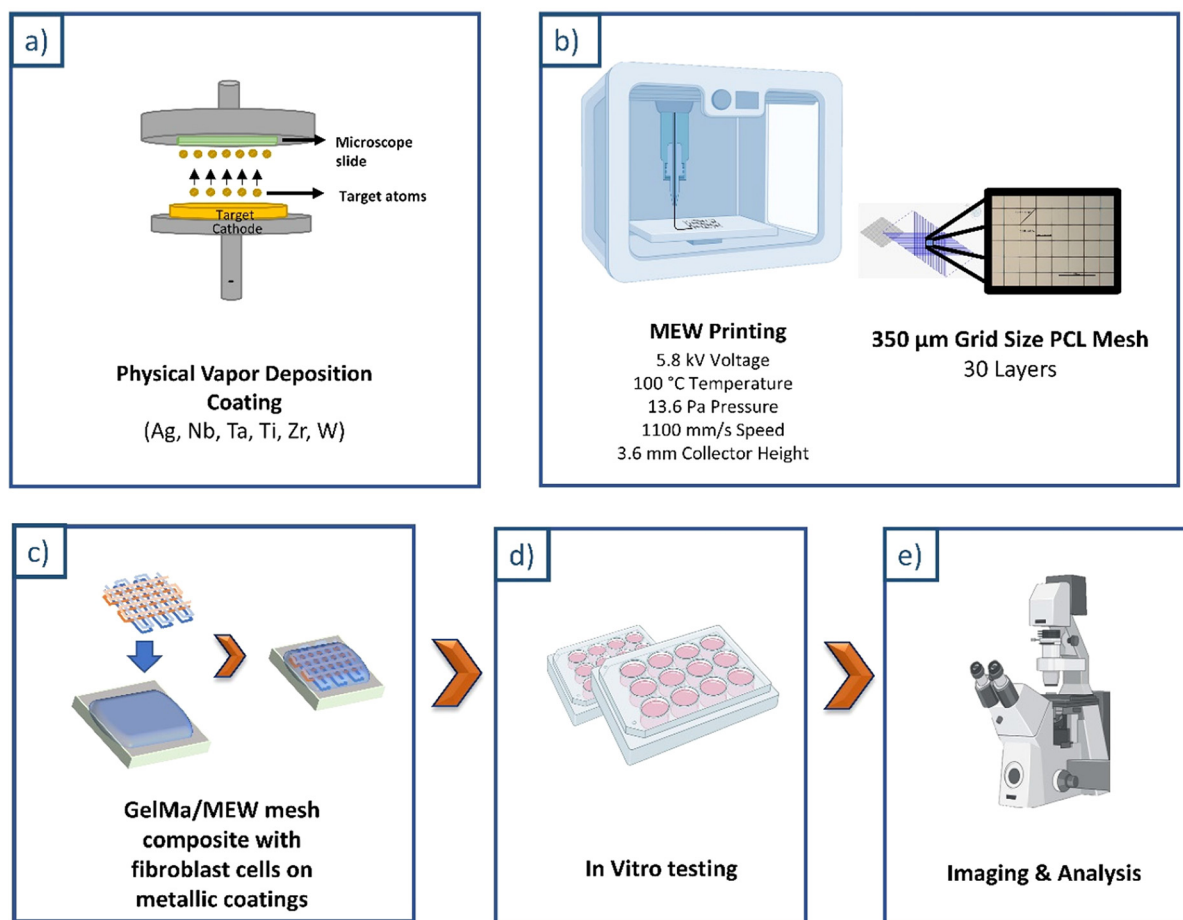 a)
Microscope
slide
Target atoms
Target
Cathode
Physical Vapor Deposition
Coating
(Ag, Nb, Ta, Ti, Zr, W)
b)
MEW Printing
5.8 kV Voltage
100 °C Temperature
13.6 Pa Pressure
1100 mm/s Speed
3.6 mm Collector Height
350 µm Grid Size PCL Mesh
30 Layers
c)
GelMa/MEW mesh
composite with
fibroblast cells on
metallic coatings
d)
In Vitro testing
e)
Imaging & Analysis